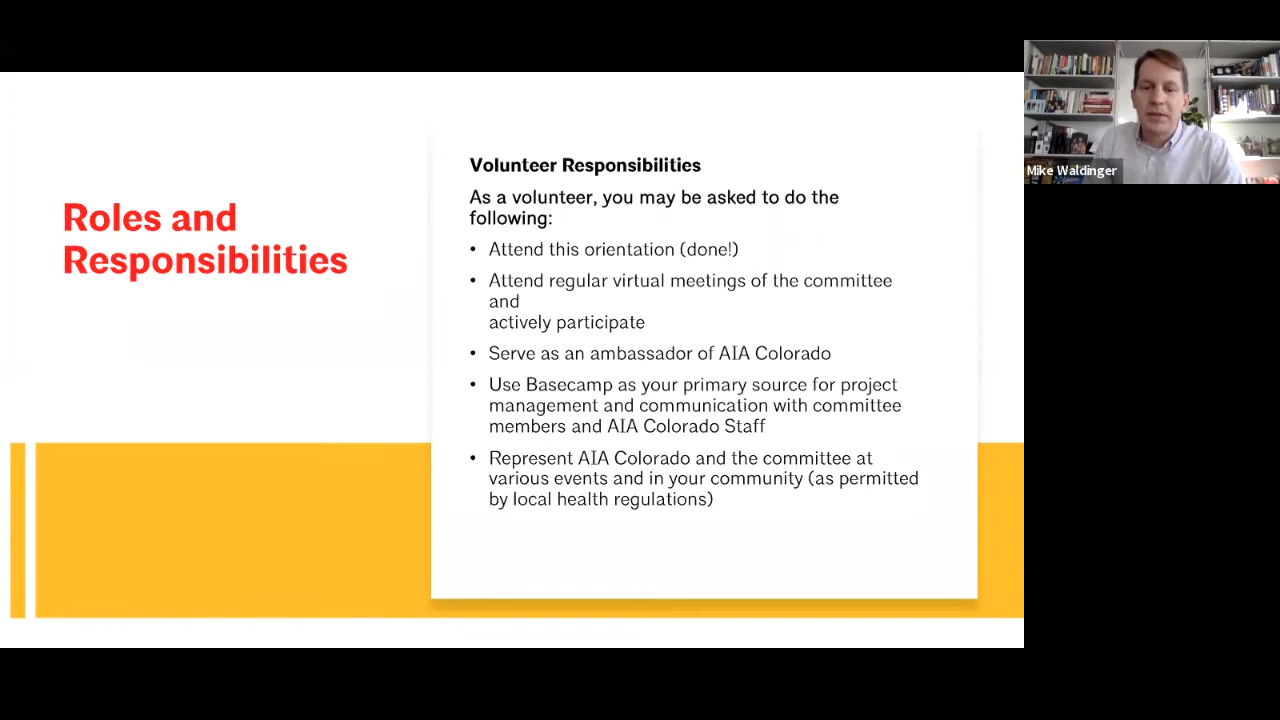 Roles and
Responsibilities
Volunteer Responsibilities
As a volunteer, you may be asked to do the
following:
• Attend this orientation (done!)
• Attend regular virtual meetings of the committee
and
actively participate
• Serve as an ambassador of AIA Colorado
• Use Basecamp as your primary source for project
management and communication with committee
members and AIA Colorado Staff
• Represent AIA Colorado and the committee at
various events and in your community (as permitted
by local health regulations)
Mike Waldinger